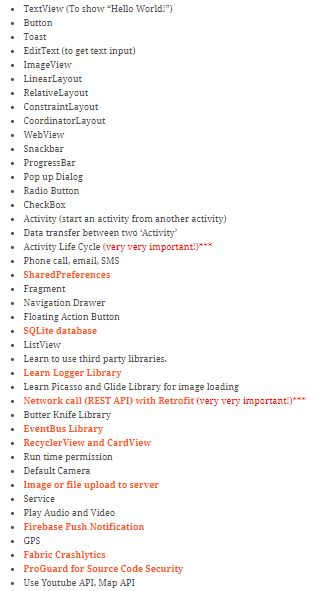 TextView (To show “Hello World!”)
Button
Toast
EditText (to get text input)
ImageView
LinearLayout
RelativeLayout
ConstraintLayout
CoordinatorLayout
WebView
Snackbar
ProgressBar
Pop up Dialog
Radio Button
CheckBox
Activity (start an activity from another activity)
Data transfer between two ‘Activity’
Activity Life Cycle (very very important!)***
Phone call, email, SMS
SharedPreferences
Fragment
Navigation Drawer
Floating Action Button
SQLite database
ListView
Learn to use third party libraries.
Learn Logger Library
Learn Picasso and Glide Library for image loading
Network call (REST API) with Retrofit (very very important!)***
Butter Knife Library
EventBus Library
RecyclerView and CardView
Run time permission
Default Camera
Image or file upload to server
Service
Play Audio and Video
Firebase Push Notification
GPS
Fabric Crashlytics
ProGuard for Source Code Security
Use Youtube API, Map API